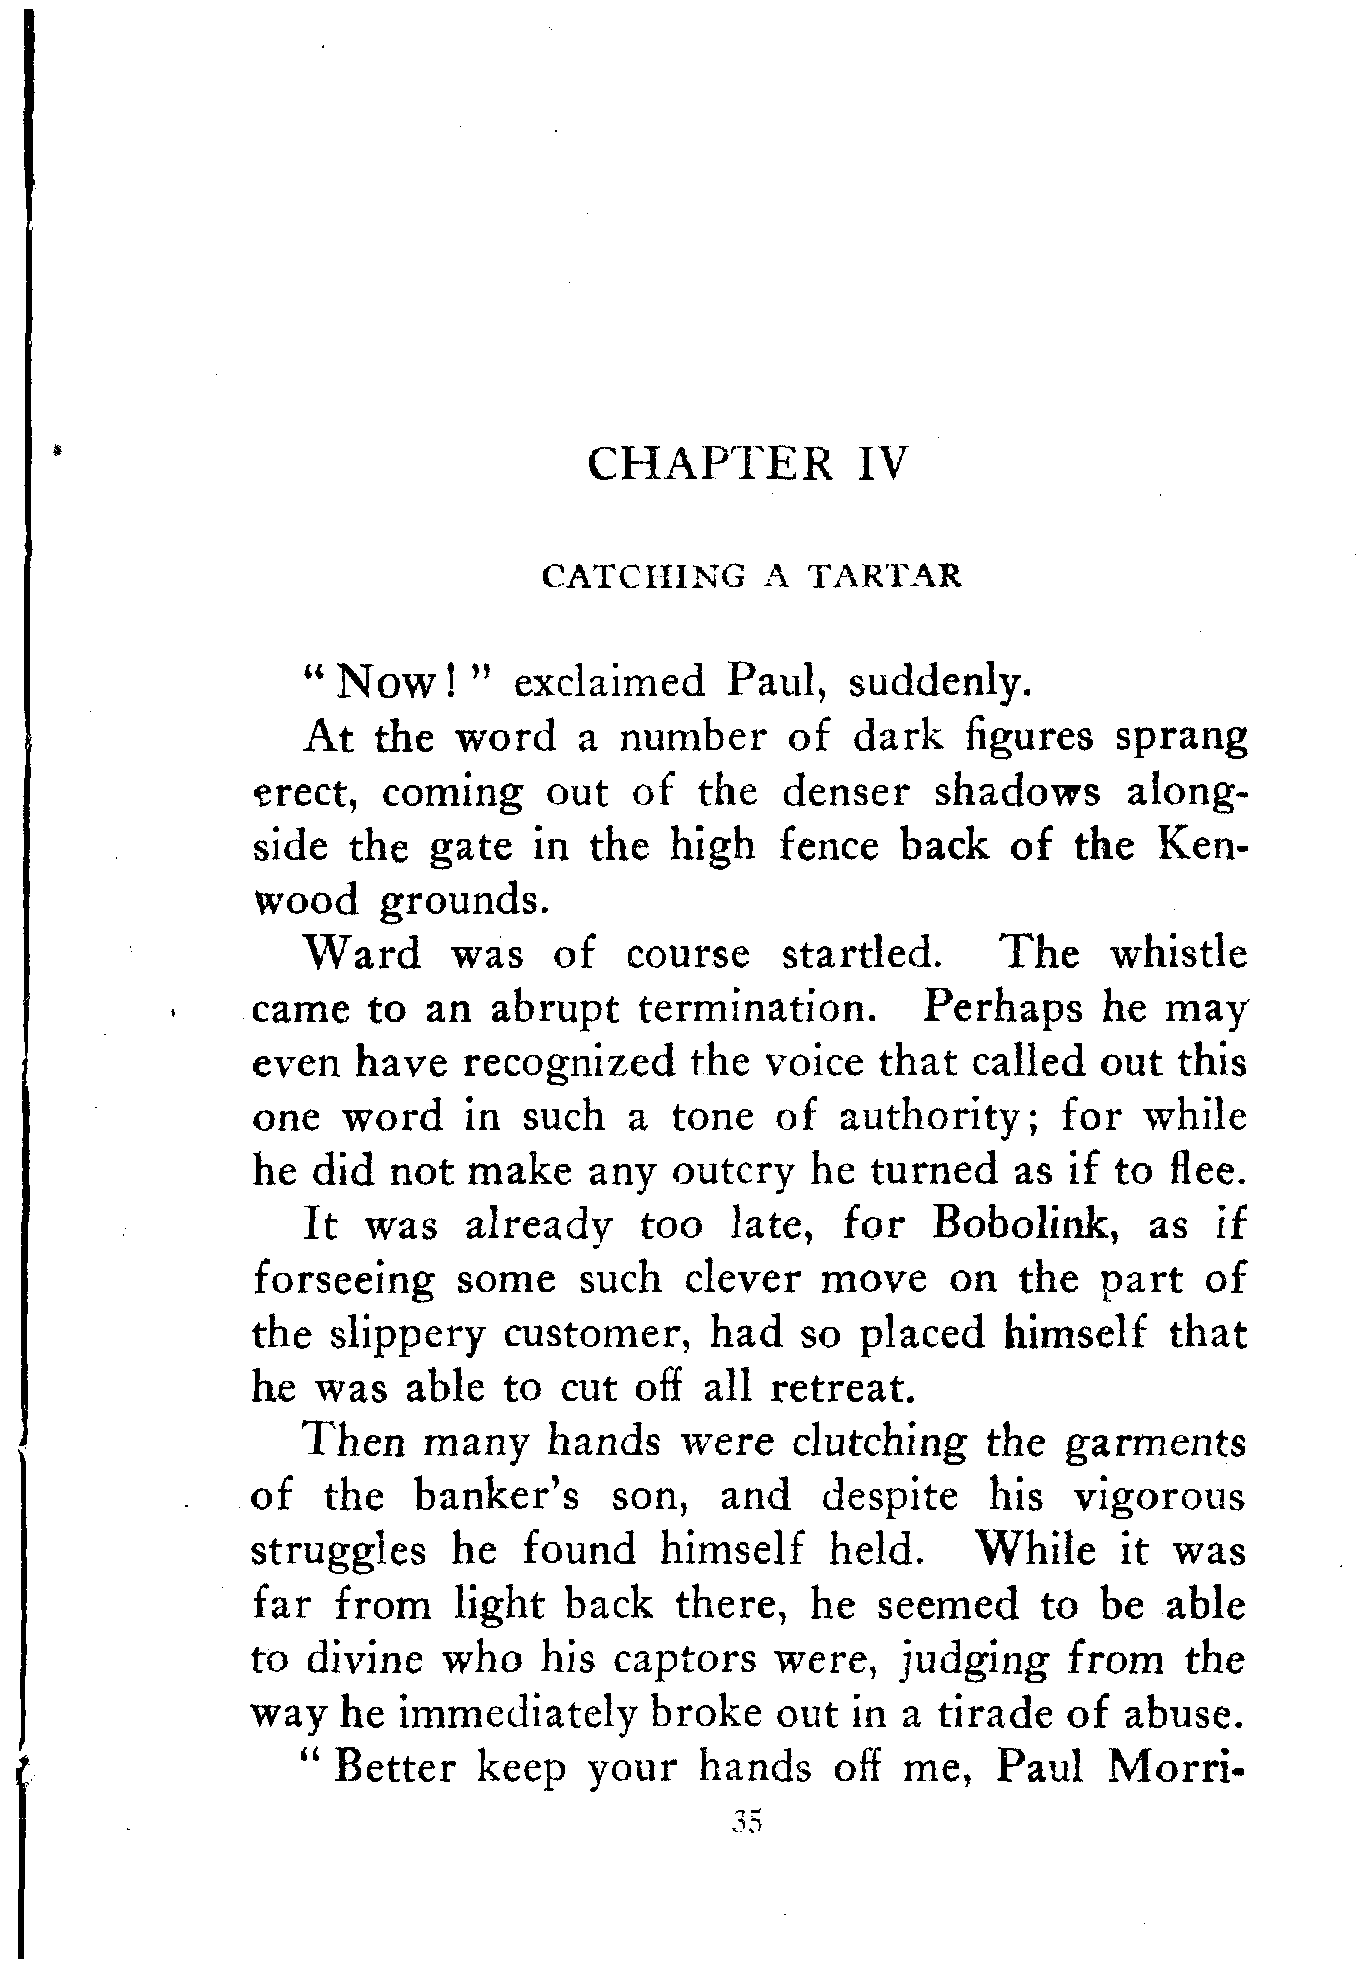 CHAPTER IV
CATCHING A TARTAR
“ Now! ” exclaimed Paul, suddenly.
At the word a number of dark figures sprang
erect, coming out of the denser shadows along-
side the gate in the high fence back of the Ken-
wood grounds.
Ward was of course startled. The whistle
came to an abrupt termination. Perhaps he may
even have recognized the voice that called out this
one word in such a tone of authority; for while
he did not make any outcry he turned as if to flee.
It was already too late, for Bobolink, as if
forseeing some such clever move on the part of
the slippery customer, had so placed himself that
he was able to cut off all retreat.
Then many hands were clutching the garments
of the banker's son, and despite his vigorous
struggles he found himself held. While it was
far from light back there, he seemed to be able
to divine who his captors were, judging from the
way he immediately broke out in a tirade of abuse.
“ Better keep your hands off me, Paul Morri-
35